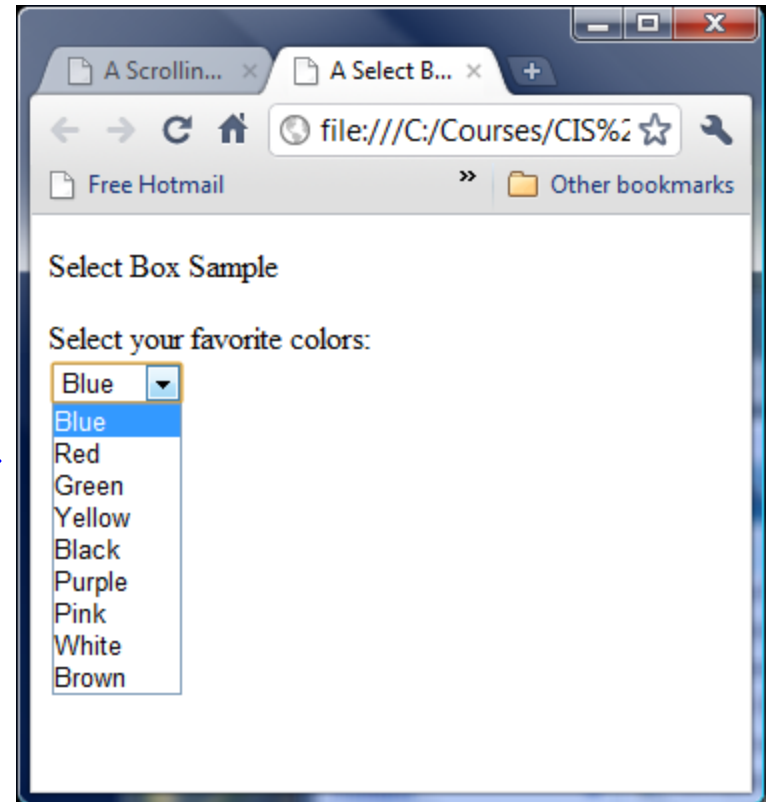 A Scrollin...
A Select B...
file:///C:/Courses/CIS%2
Free Hotmail
Other bookmarks
Select Box Sample
Select your favorite colors:
Blue
Blue
Red
Green
Yellow
Black
Purple
Pink
White
Brown